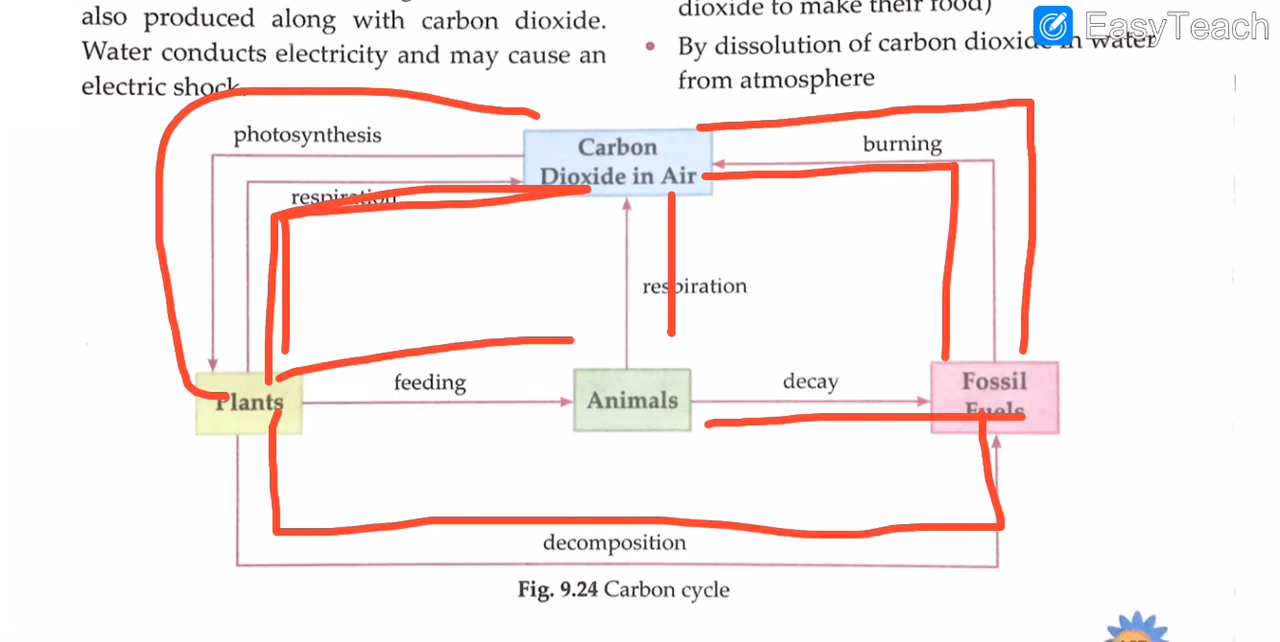 also produced along with carbon dioxide.
Water conducts electricity and may cause an
electric shock
dioxide to make their food)
• By dissolution of carbon dioxide in water
from atmosphere
EasyTeach
photosynthesis
Carbon
Dioxide in Air
burning
respiration
respiration
Plants
feeding
Animals
decay
Fossil
Fuels
decomposition
Fig. 9.24 Carbon cycle